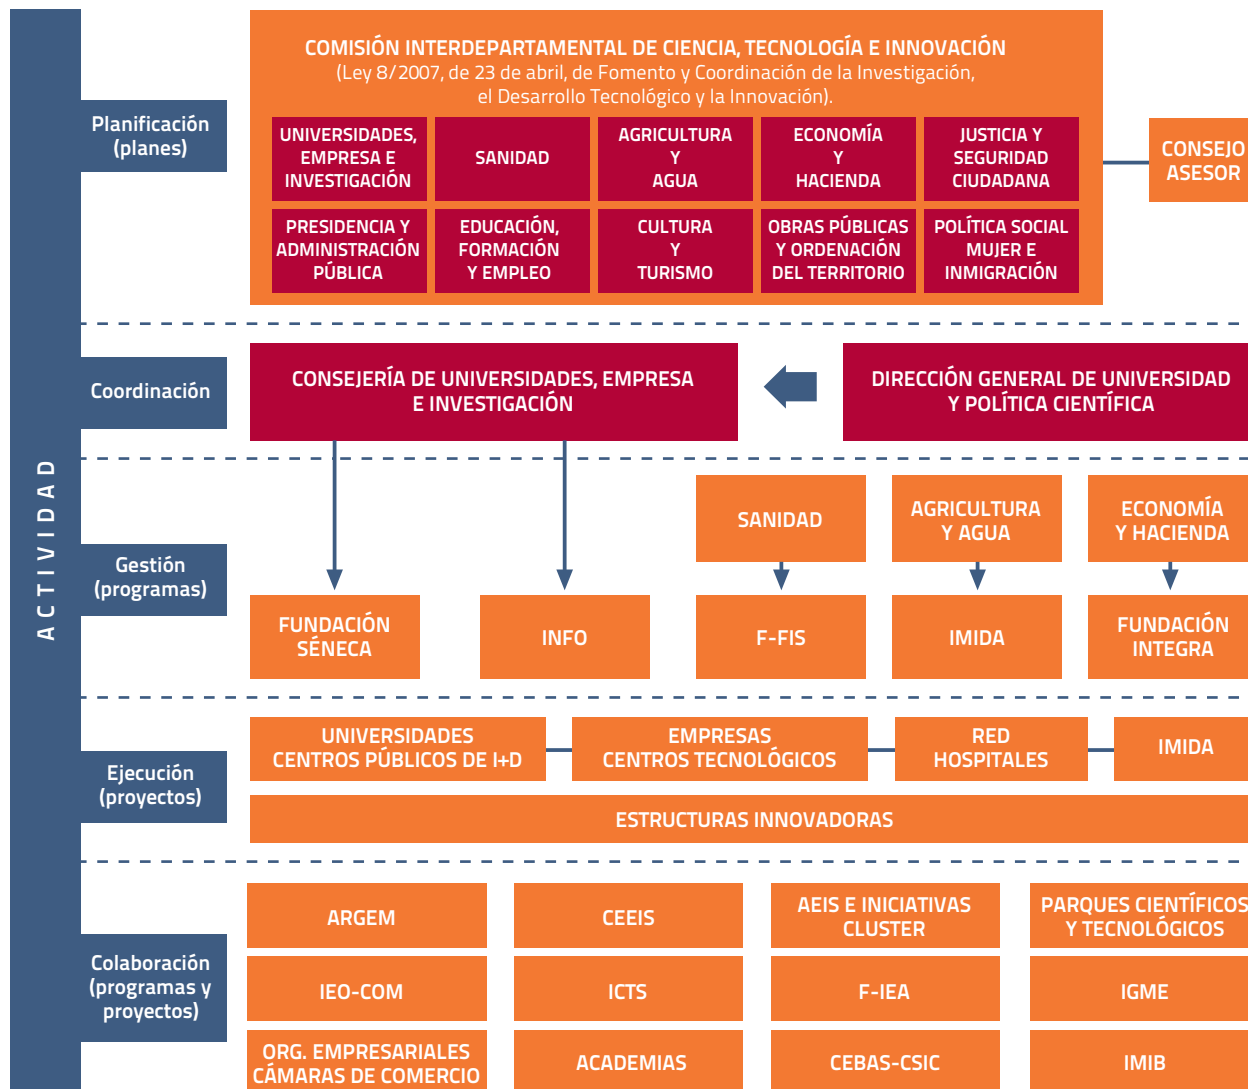 ACTIVIDAD
Planificación
(planes)
COMISIÓN INTERDEPARTAMENTAL DE CIENCIA, TECNOLOGÍA E INNOVACIÓN
(Ley 8/2007, de 23 de abril, de Fomento y Coordinación de la Investigación,
el Desarrollo Tecnológico y la Innovación).
UNIVERSIDADES,
EMPRESA E
INVESTIGACIÓN
SANIDAD
AGRICULTURA
Y
AGUA
ECONOMÍA
Y
HACIENDA
JUSTICIA Y
SEGURIDAD
CIUDADANA
PRESIDENCIA Y
ADMINISTRACIÓN
PÚBLICA
EDUCACIÓN,
FORMACIÓN
Y EMPLEO
CULTURA
Y
TURISMO
OBRAS PÚBLICAS
Y ORDENACIÓN
DEL TERRITORIO
POLÍTICA SOCIAL
MUJER E
INMIGRACIÓN
CONSEJO
ASESOR
Coordinación
CONSEJERÍA DE UNIVERSIDADES, EMPRESA
E INVESTIGACIÓN
DIRECCIÓN GENERAL DE UNIVERSIDAD
Y POLÍTICA CIENTÍFICA
Gestión
(programas)
SANIDAD
AGRICULTURA
Y AGUA
ECONOMÍA
Y HACIENDA
FUNDACIÓN
SÉNECA
INFO
F-FIS
IMIDA
FUNDACIÓN
INTEGRA
Ejecución
(proyectos)
UNIVERSIDADES
CENTROS PÚBLICOS DE I+D
EMPRESAS
CENTROS TECNOLÓGICOS
RED
HOSPITALES
IMIDA
ESTRUCTURAS INNOVADORAS
Colaboración
(programas y
proyectos)
ARGEM
CEEIS
AEIS E INICIATIVAS
CLUSTER
PARQUES CIENTÍFICOS
Y TECNOLÓGICOS
IEO-COM
ICTS
F-IEA
IGME
ORG. EMPRESARIALES
CÁMARAS DE COMERCIO
ACADEMIAS
CEBAS-CSIC
IMIB